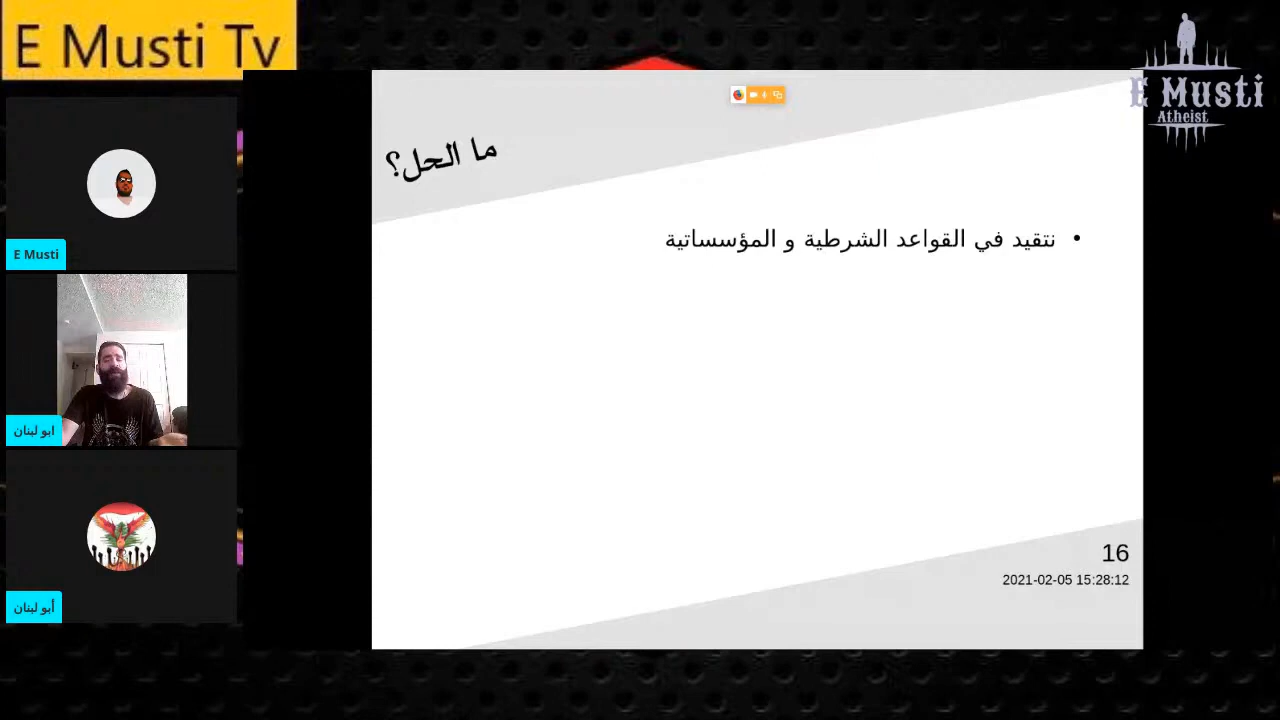 E Musti Tv
E Musti
Atheist
ما الحل؟
نتقيد في القواعد الشرطية و المؤسساتية
E Musti
ابو لبنان
أبو لبنان
16
2021-02-05 15:28:12